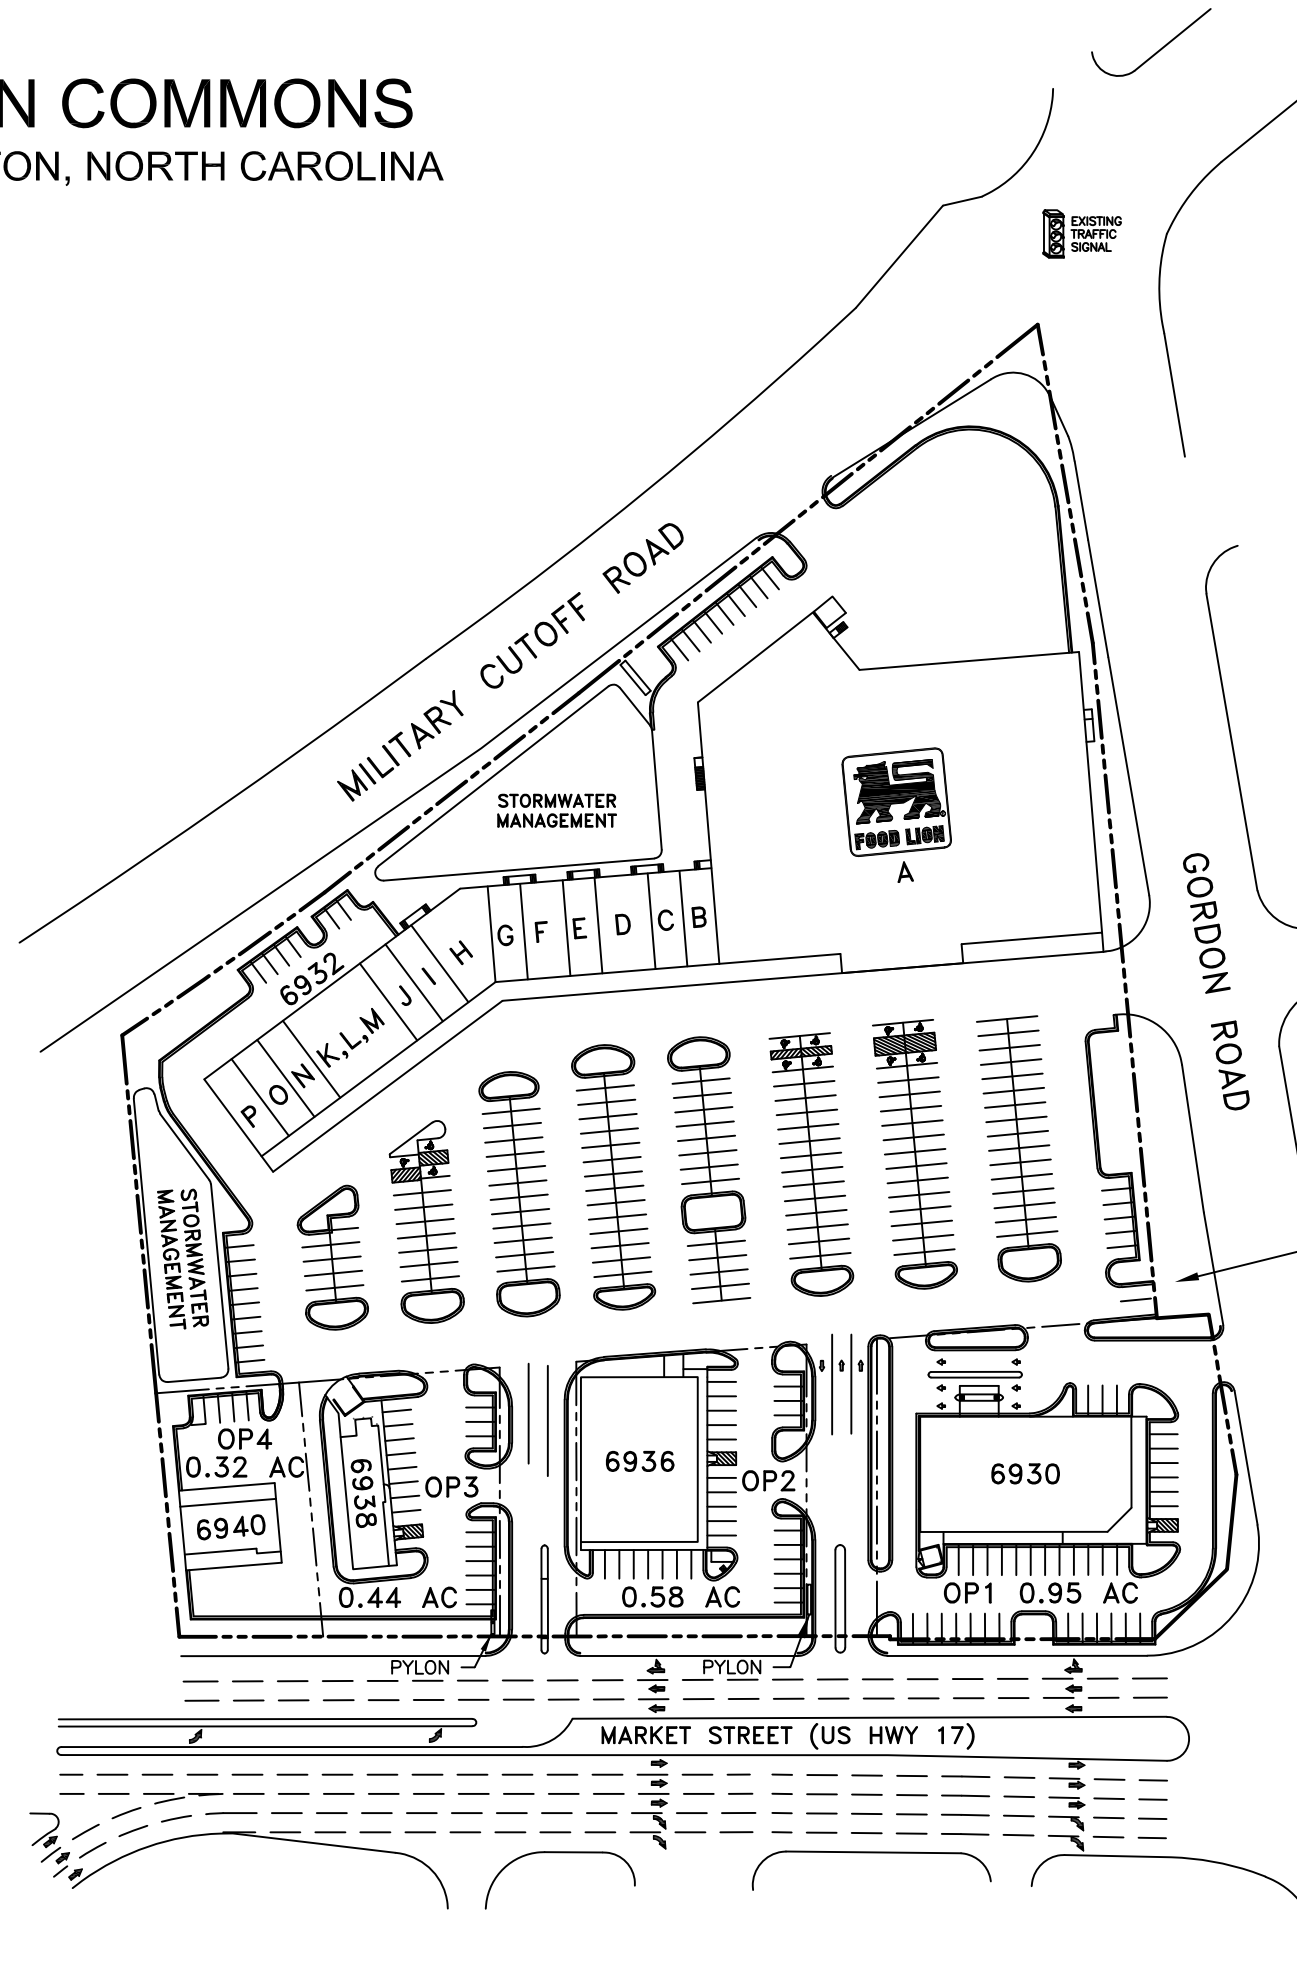 N COMMONS
TON, NORTH CAROLINA
EXISTING
TRAFFIC
SIGNAL
MILITARY CUTOFF ROAD
STORMWATER
MANAGEMENT
FOOD LION
A
GORDON ROAD
G
F
E
D
C
B
H
I
J
K,L,M
N
O
P
6932
STORMWATER
MANAGEMENT
OP4
0.32 AC
6940
6938
OP3
0.44 AC
6936
OP2
0.58 AC
6930
OP1 0.95 AC
PYLON
PYLON
MARKET STREET (US HWY 17)